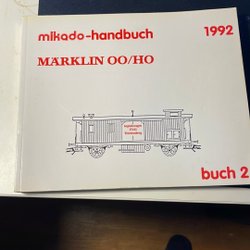 mikado-handbuch 1992
MÄRKLIN OO/HO
buch 2